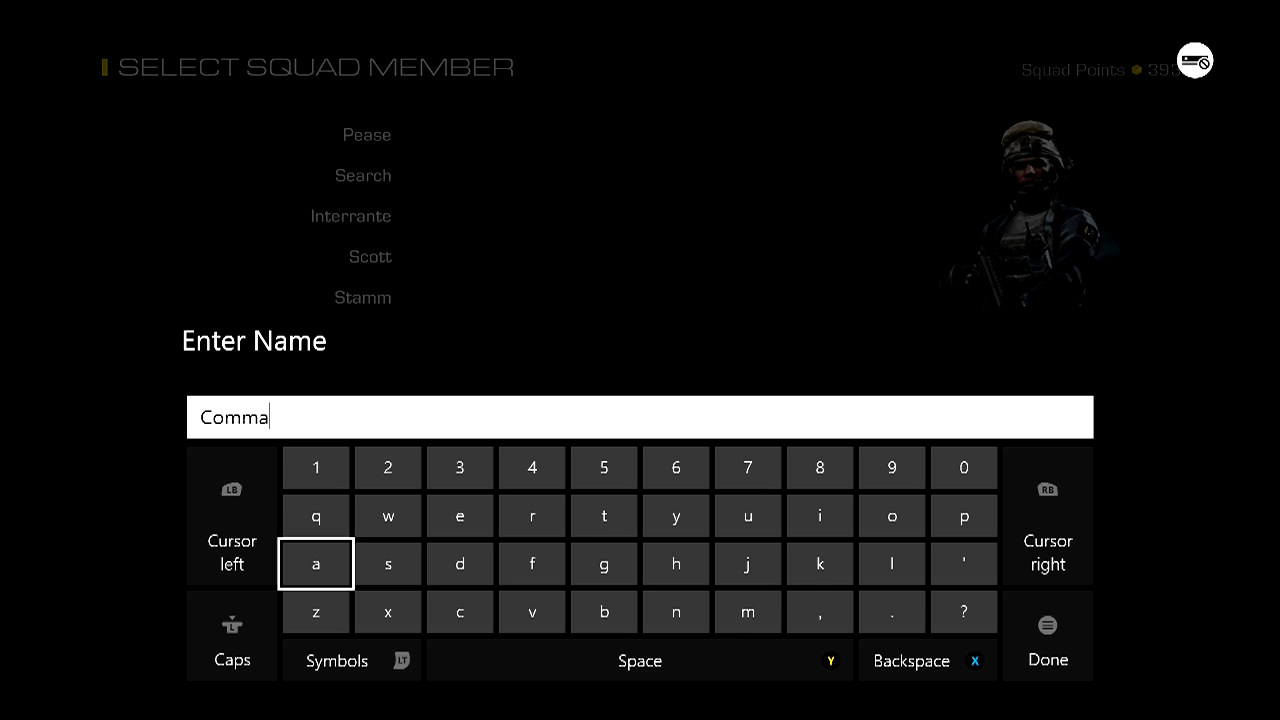 SELECT SQUAD MEMBER
Squad Points 393
Pease
Search
Interrante
Scott
Stamm
Enter Name
Comma
1 2 3 4 5 6 7 8 9 0
LB
Cursor left
q w e r t y u i o p
a s d f g h j k l '
RB
Cursor right
z x c v b n m , . ?
L
Caps
Symbols LT
Space Y
Backspace X
Done